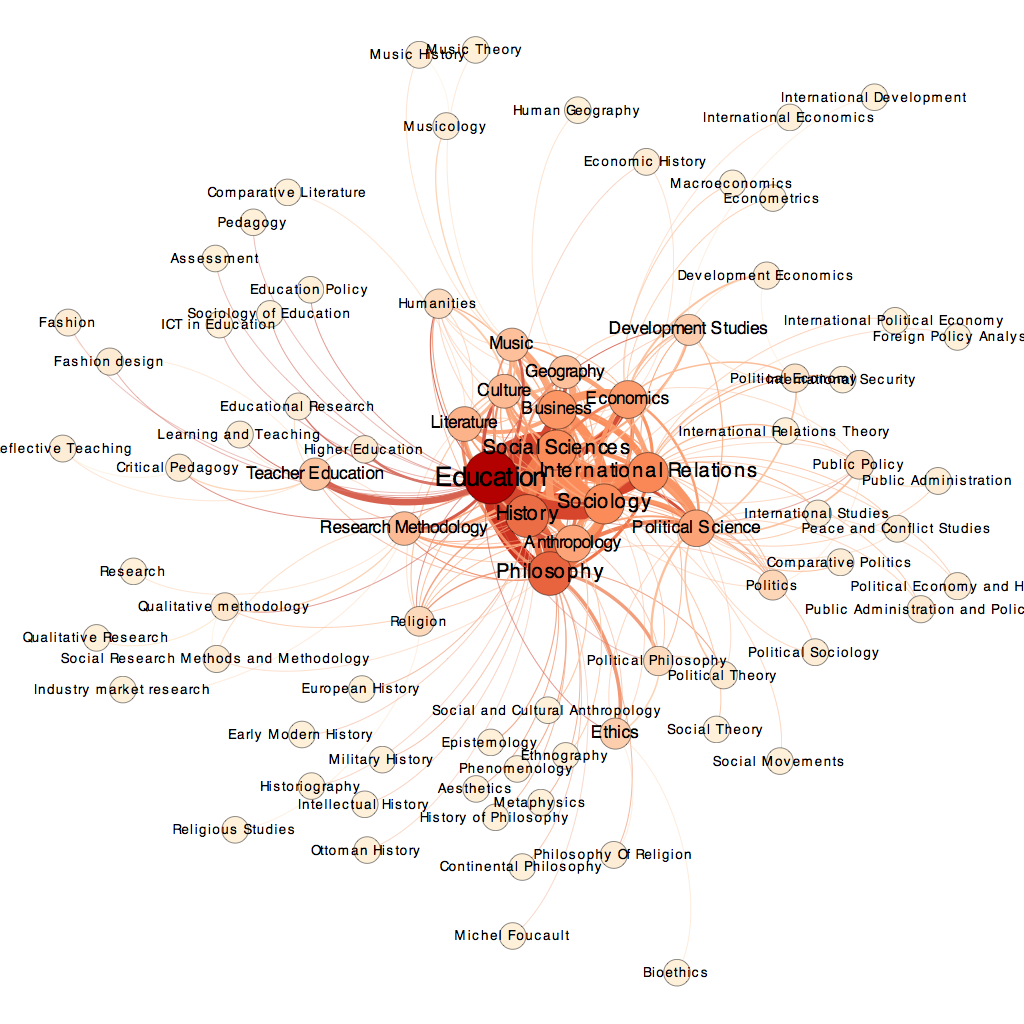 Music History
Music Theory
International Development
Human Geography
International Economics
Musicology
Economic History
Macroeconomics
Comparative Literature
Econometrics
Pedagogy
Assessment
Development Economics
Education Policy
Humanities
Sociology of Education
Fashion
ICT in Education
International Political Economy
Development Studies
Foreign Policy Analys
Music
Fashion design
Geography
Political Economy
International Security
Culture
Economics
Educational Research
Business
Literature
Learning and Teaching
International Relations Theory
eflective Teaching
Higher Education
Social Sciences
Critical Pedagogy
Public Policy
Teacher Education
Education
International Relations
Public Administration
Sociology
History
International Studies
Research Methodology
Political Science
Peace and Conflict Studies
Anthropology
Comparative Politics
Research
Philosophy
Politics
Political Economy and H
Qualitative methodology
Public Administration and Polic
Religion
Qualitative Research
Political Sociology
Social Research Methods and Methodology
Political Philosophy
Political Theory
Industry market research
European History
Social and Cultural Anthropology
Social Theory
Early Modern History
Ethics
Epistemology
Ethnography
Military History
Social Movements
Phenomenology
Historiography
Aesthetics
Intellectual History
Metaphysics
History of Philosophy
Religious Studies
Ottoman History
Philosophy Of Religion
Continental Philosophy
Michel Foucault
Bioethics